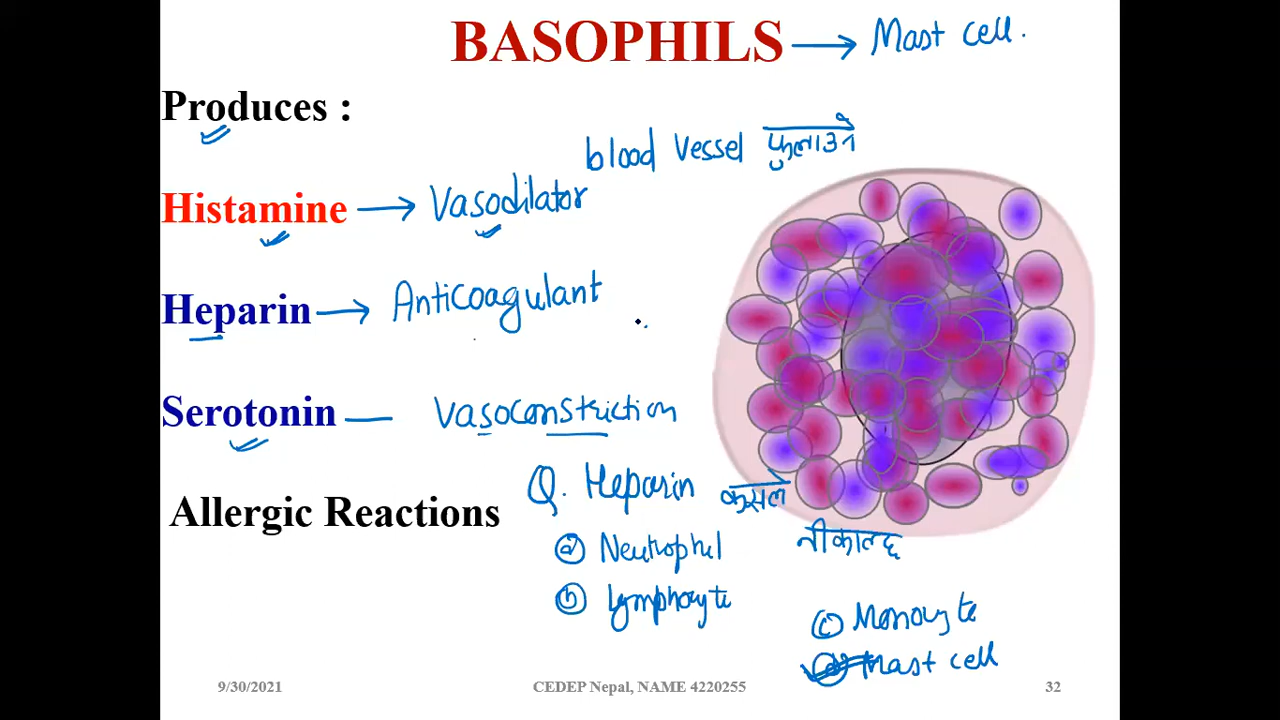 BASOPHILS → Mast cell.
Produces :
blood vessel फुलाउने
Histamine → Vasodilator
Heparin → Anticoagulant
Serotonin — vasoconstriction
Q. Heparin कसले
Allergic Reactions
नीकाल्छ
a Neutrophil
b lymphocyte
c Monocyte
Mast cell
9/30/2021 CEDEP Nepal, NAME 4220255 32